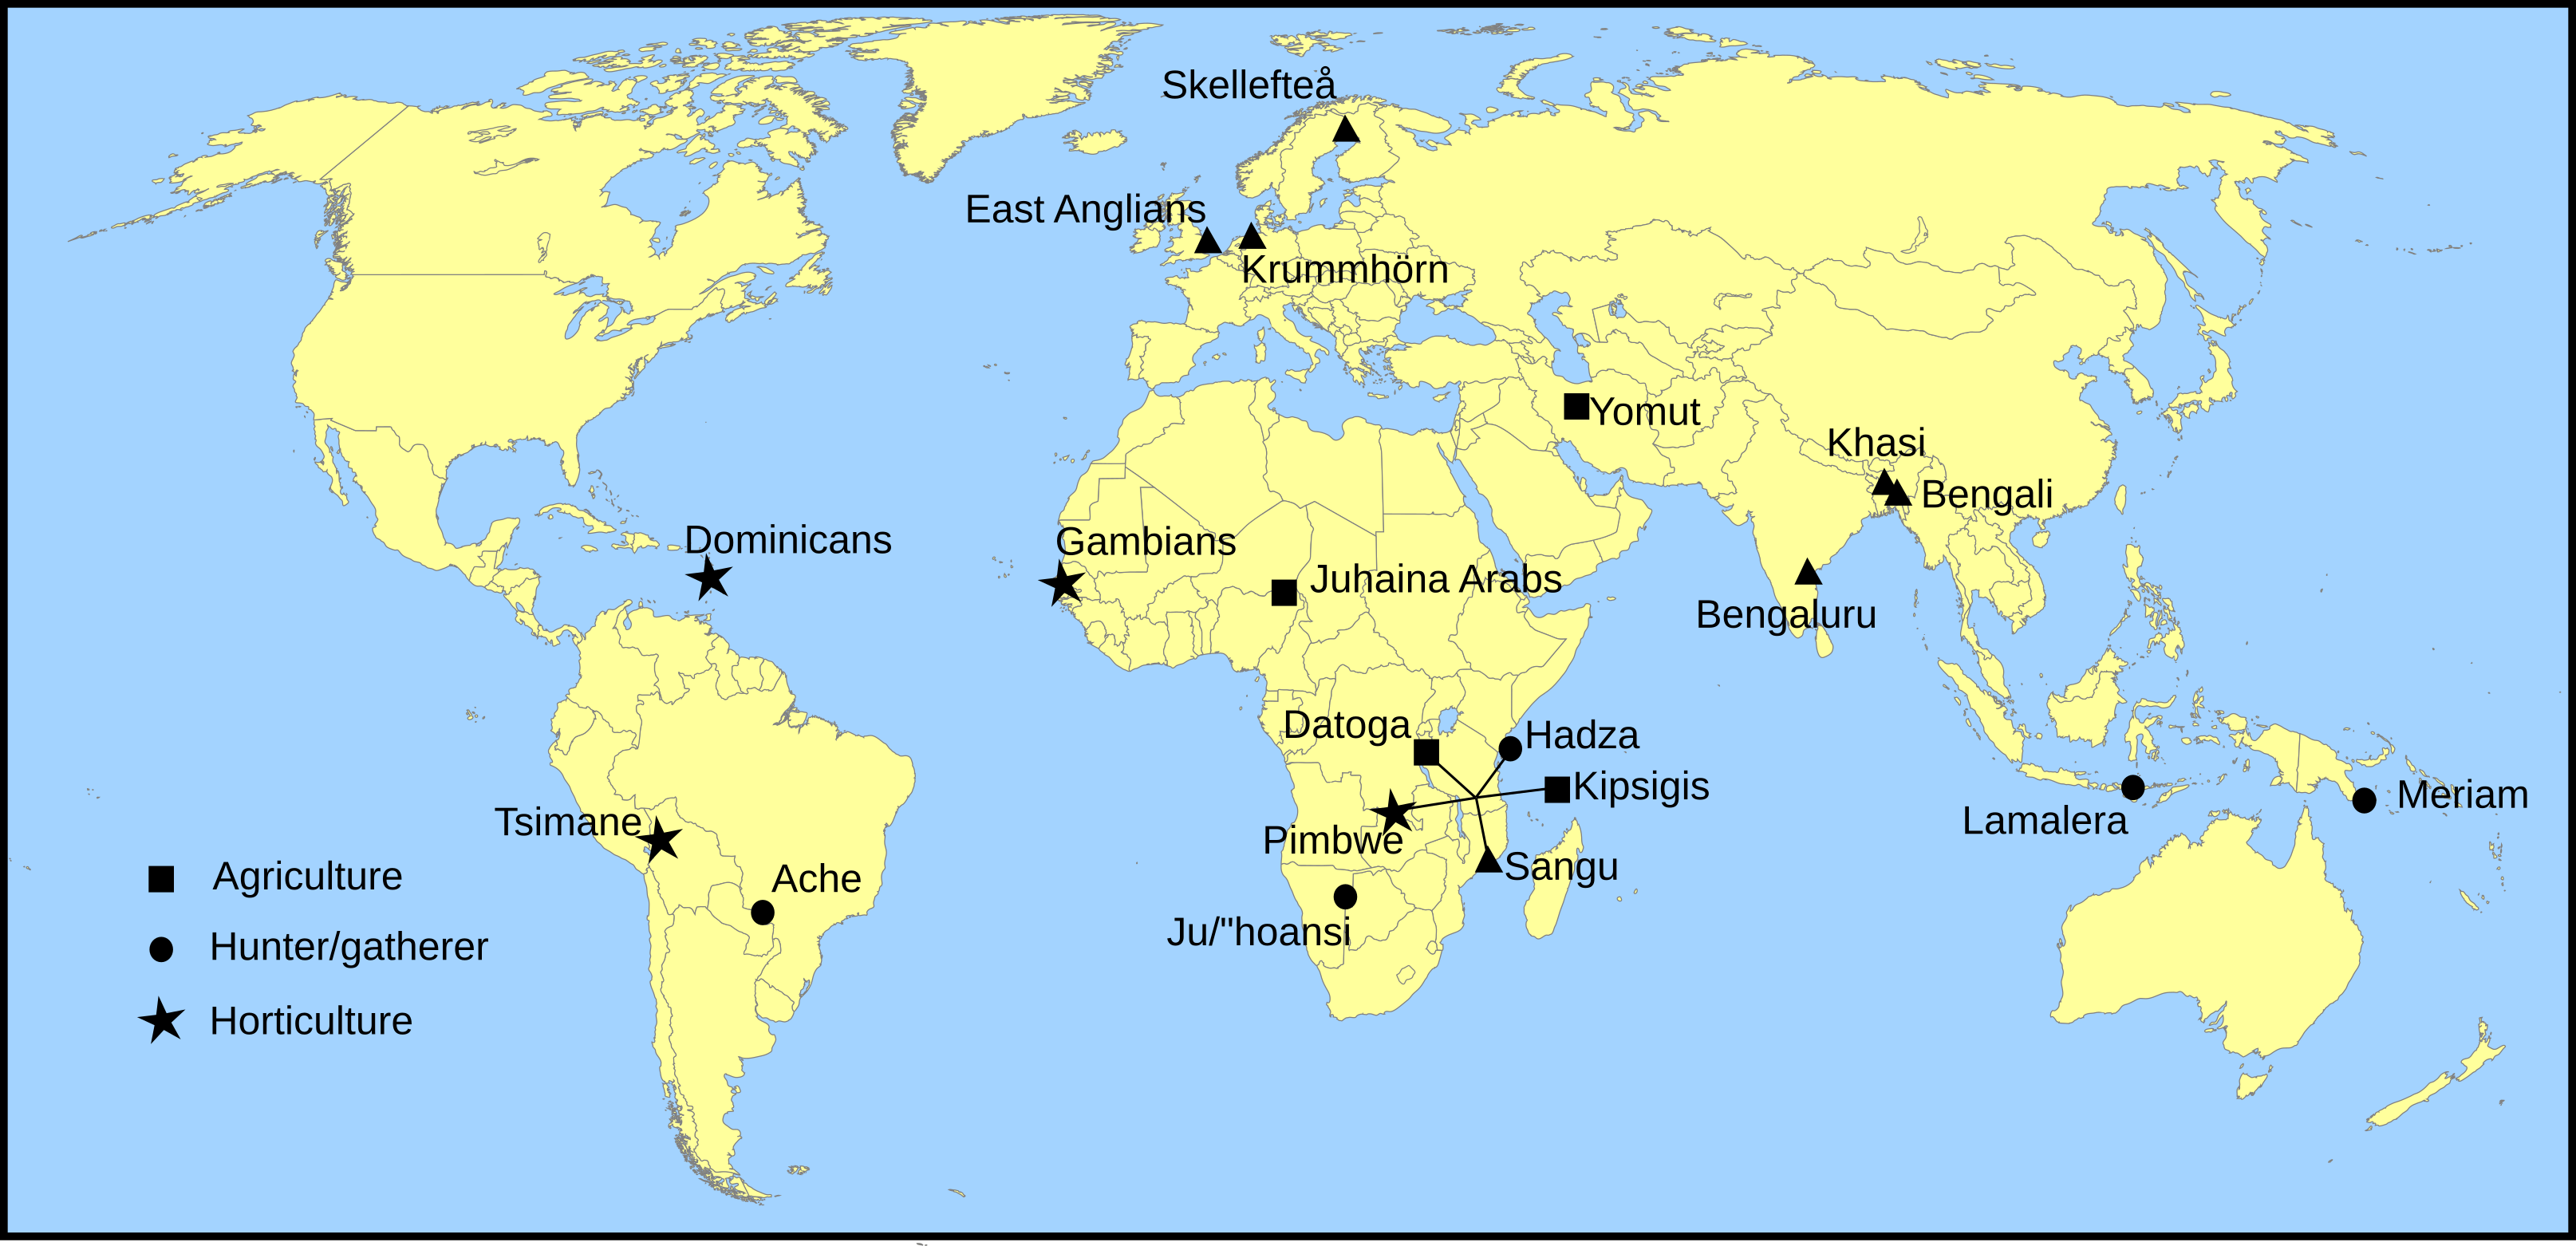 Skellefteå
East Anglians
Krummhörn
Yomut
Khasi
Bengali
Dominicans
Gambians
Juhaina Arabs
Bengaluru
Datoga
Hadza
Kipsigis
Meriam
Lamalera
Tsimane
Pimbwe
Sangu
Ache
Ju/"hoansi
Agriculture
Hunter/gatherer
Horticulture